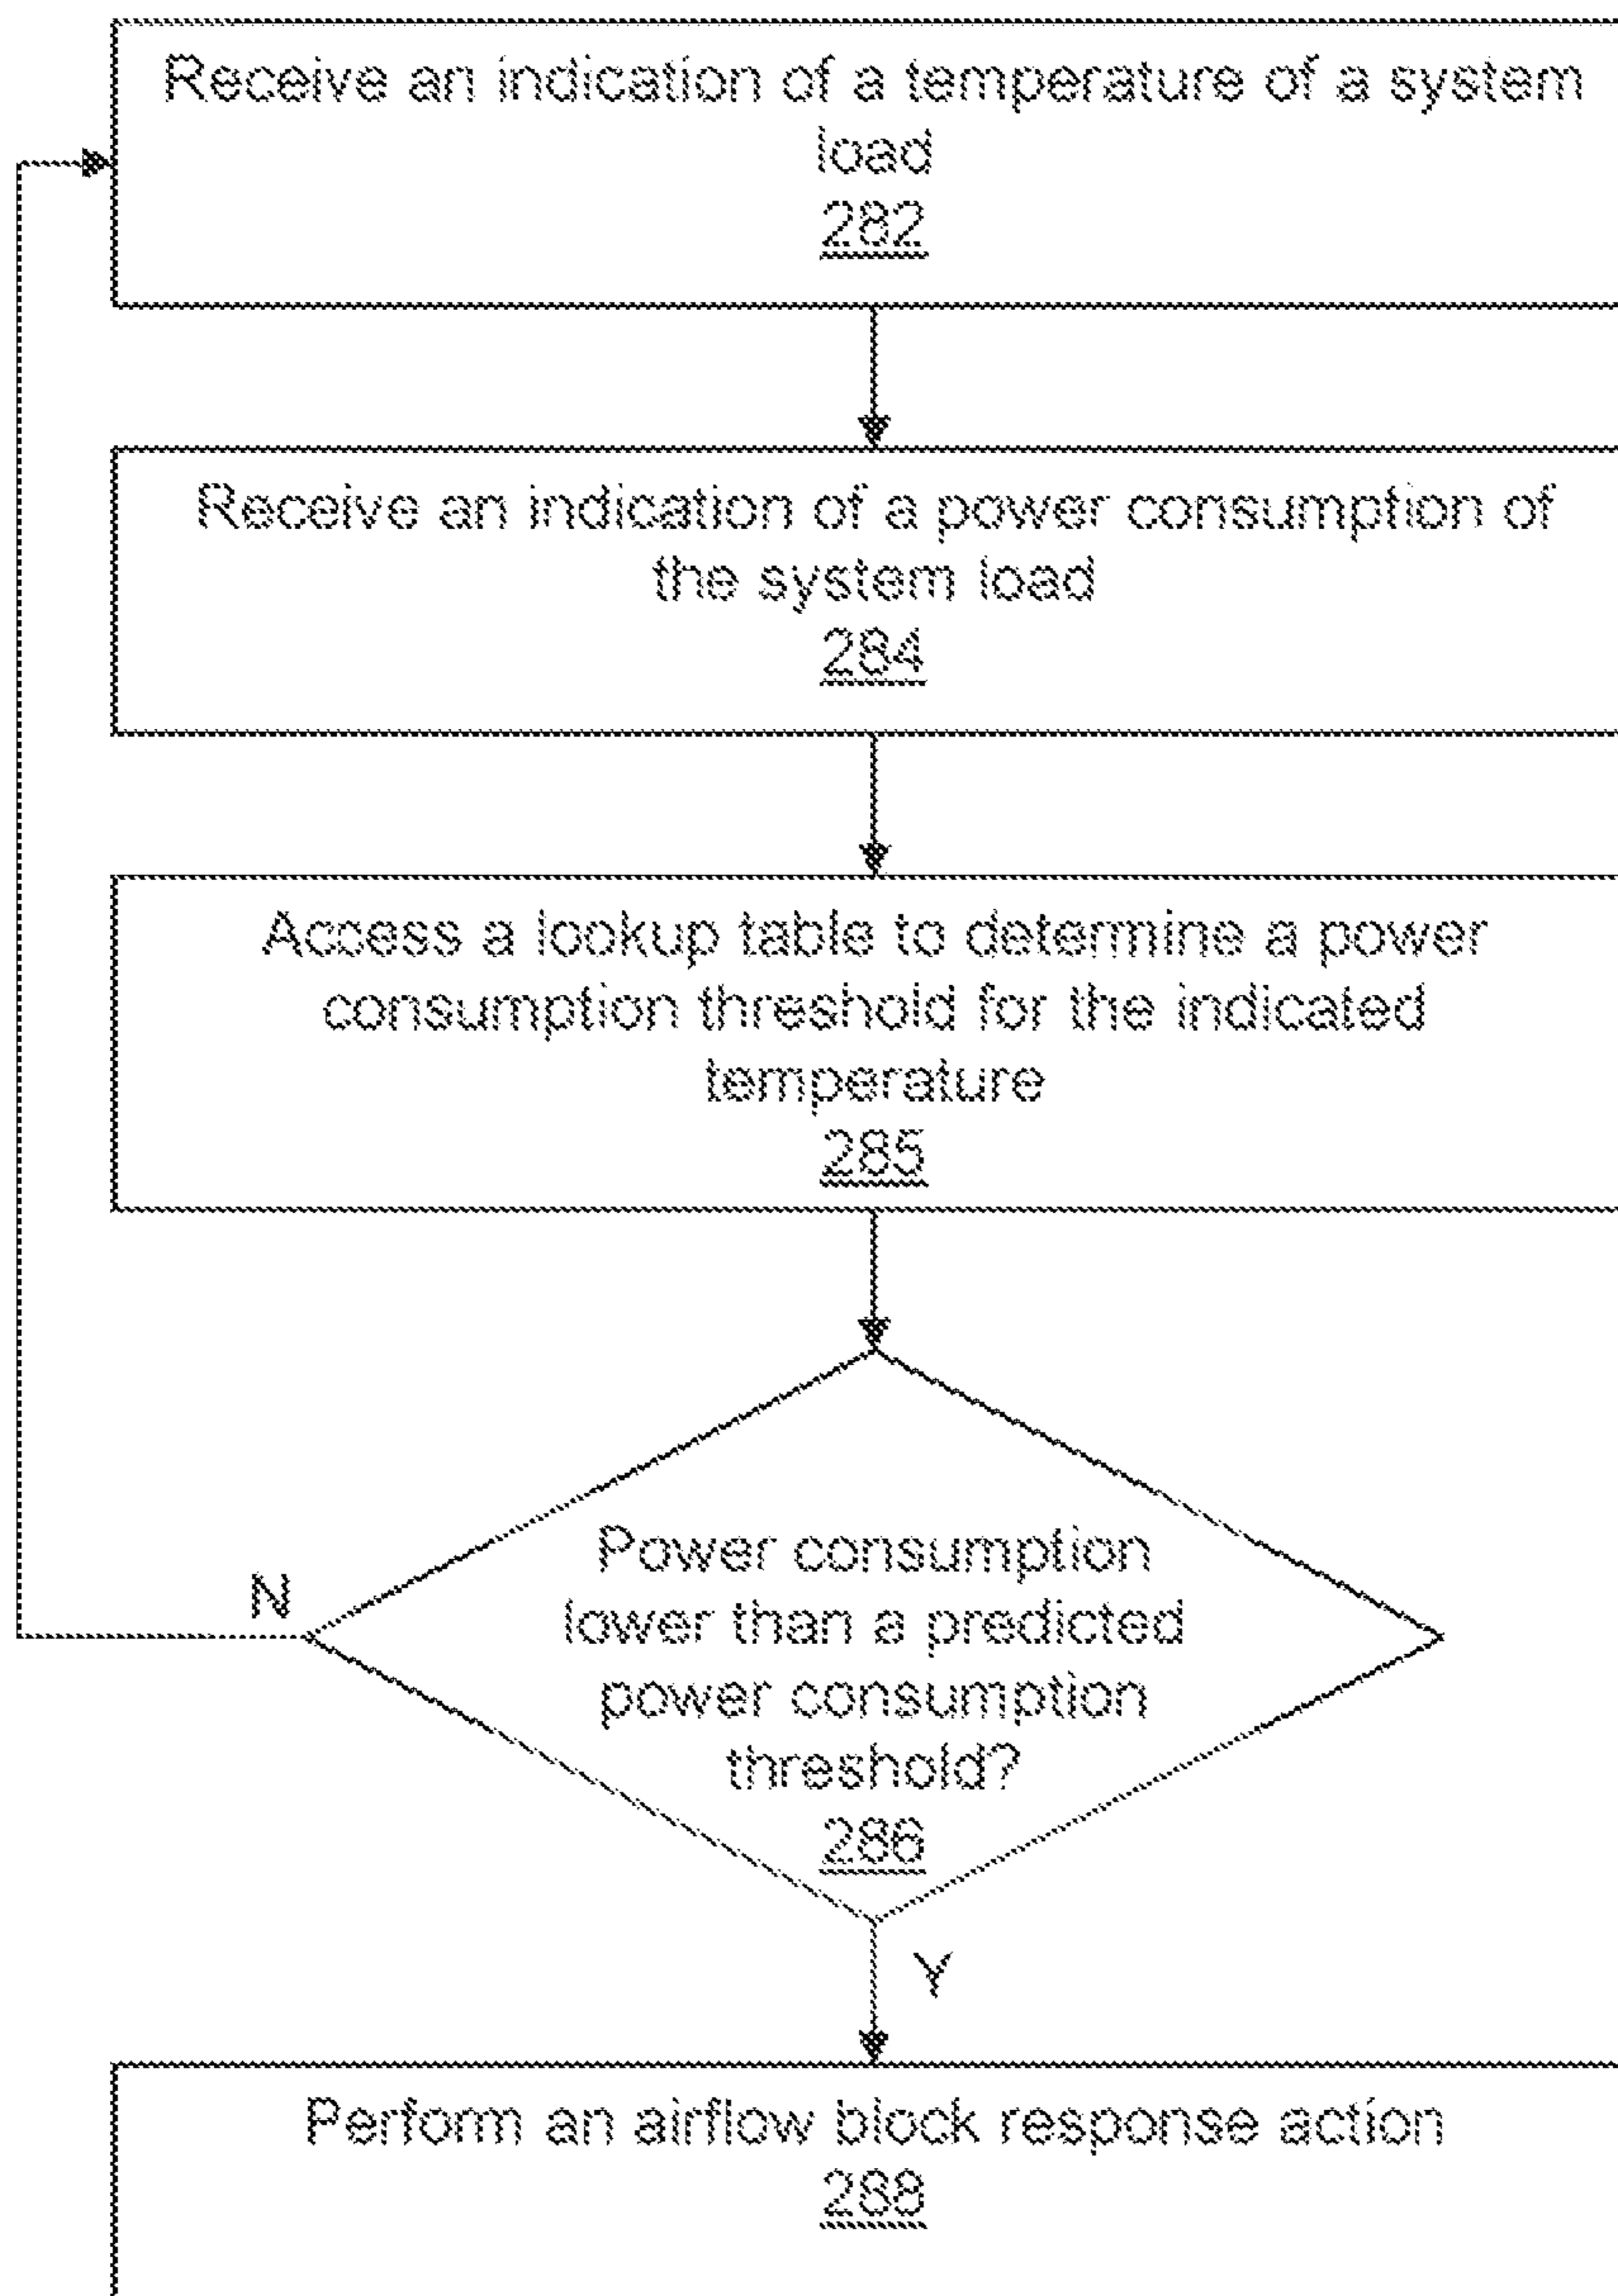 Receive an indication of a temperature of a system
load
282
Receive an indication of a power consumption of
the system load
284
Access a lookup table to determine a power
consumption threshold for the indicated
temperature
285
Power consumption
lower than a predicted
power consumption
threshold?
286
N
Y
Perform an airflow block response action
288